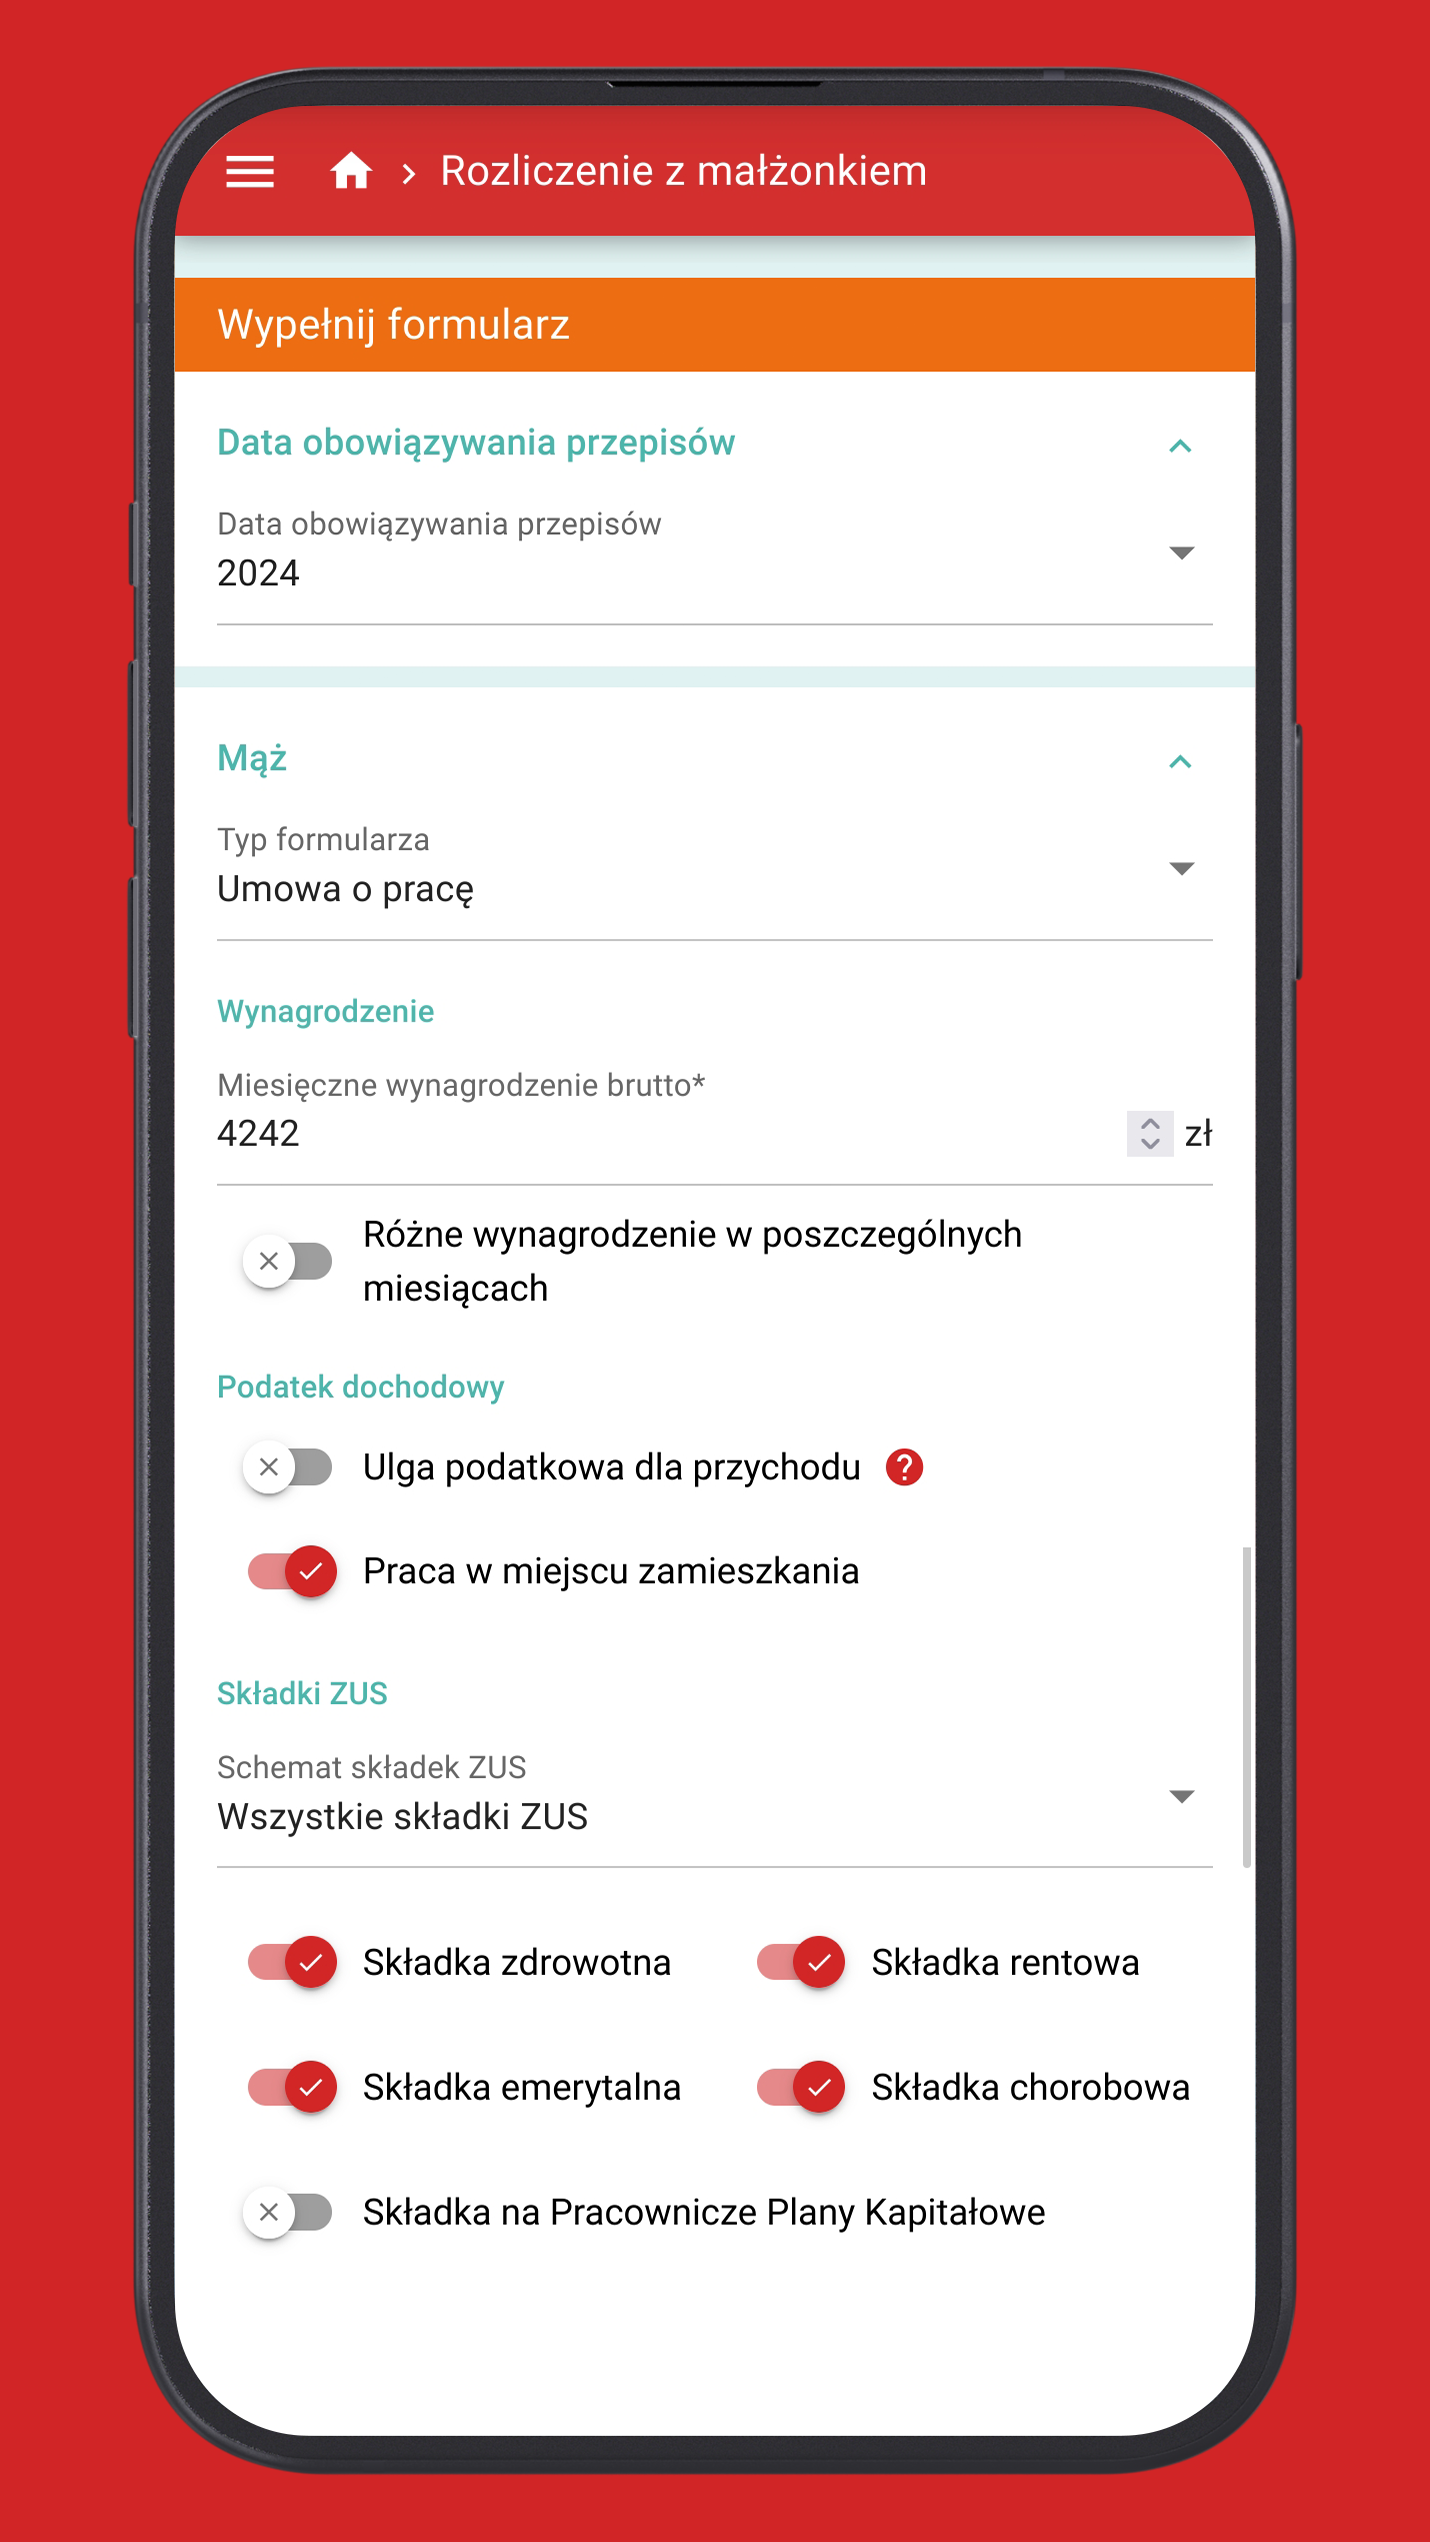 Rozliczenie z małżonkiem
Wypełnij formularz
Data obowiązywania przepisów
Data obowiązywania przepisów
2024
Mąż
Typ formularza
Umowa o pracę
Wynagrodzenie
Miesięczne wynagrodzenie brutto*
4242 zł
Różne wynagrodzenie w poszczególnych
miesiącach
Podatek dochodowy
Ulga podatkowa dla przychodu ?
Praca w miejscu zamieszkania
Składki ZUS
Schemat składek ZUS
Wszystkie składki ZUS
Składka zdrowotna Składka rentowa
Składka emerytalna Składka chorobowa
Składka na Pracownicze Plany Kapitałowe